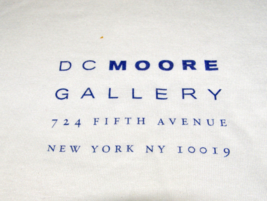 DC MOORE
GALLERY
724 FIFTH AVENUE
NEW YORK NY 10019